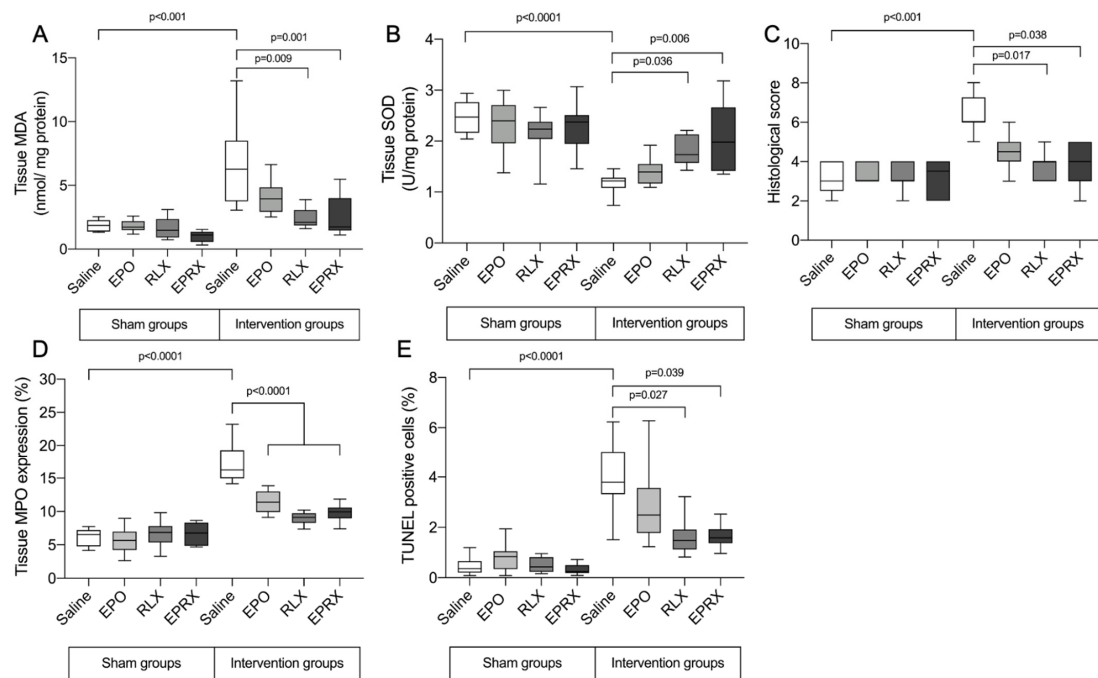 A
p<0.001
p=0.001
p=0.009
Tissue MDA
(nmol/ mg protein)
15
10
5
0
Saline
EPO
RLX
EPRX
Saline
EPO
RLX
EPRX
Sham groups
Intervention groups
B
p<0.0001
p=0.006
p=0.036
Tissue SOD
(U/mg protein)
4
3
2
1
0
Saline
EPO
RLX
EPRX
Saline
EPO
RLX
EPRX
Sham groups
Intervention groups
C
p<0.001
p=0.038
p=0.017
Histological score
10
8
6
4
2
0
Saline
EPO
RLX
EPRX
Saline
EPO
RLX
EPRX
Sham groups
Intervention groups
D
p<0.0001
p<0.0001
Tissue MPO expression (%)
30
25
20
15
10
5
0
Saline
EPO
RLX
EPRX
Saline
EPO
RLX
EPRX
Sham groups
Intervention groups
E
p<0.0001
p=0.039
p=0.027
TUNEL positive cells (%)
8
6
4
2
0
Saline
EPO
RLX
EPRX
Saline
EPO
RLX
EPRX
Sham groups
Intervention groups